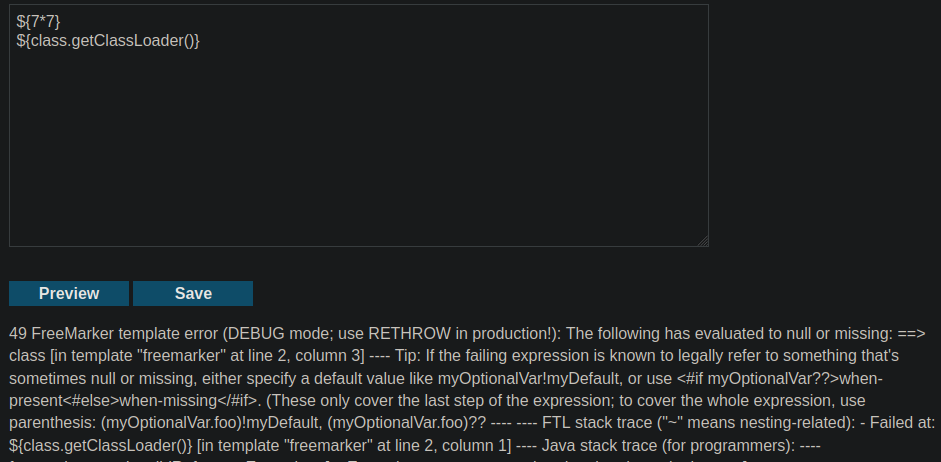 ${7*7}
${class.getClassLoader()}
Preview Save
49 FreeMarker template error (DEBUG mode; use RETHROW in production!): The following has evaluated to null or missing: ==>
class [in template "freemarker" at line 2, column 3] ---- Tip: If the failing expression is known to legally refer to something that's
sometimes null or missing, either specify a default value like myOptionalVar!myDefault, or use <#if myOptionalVar??>when-
present<#else>when-missing</#if>. (These only cover the last step of the expression; to cover the whole expression, use
parenthesis: (myOptionalVar.foo)!myDefault, (myOptionalVar.foo)?? ---- ---- FTL stack trace ("~" means nesting-related): - Failed at:
${class.getClassLoader()} [in template "freemarker" at line 2, column 1] ---- Java stack trace (for programmers): ----